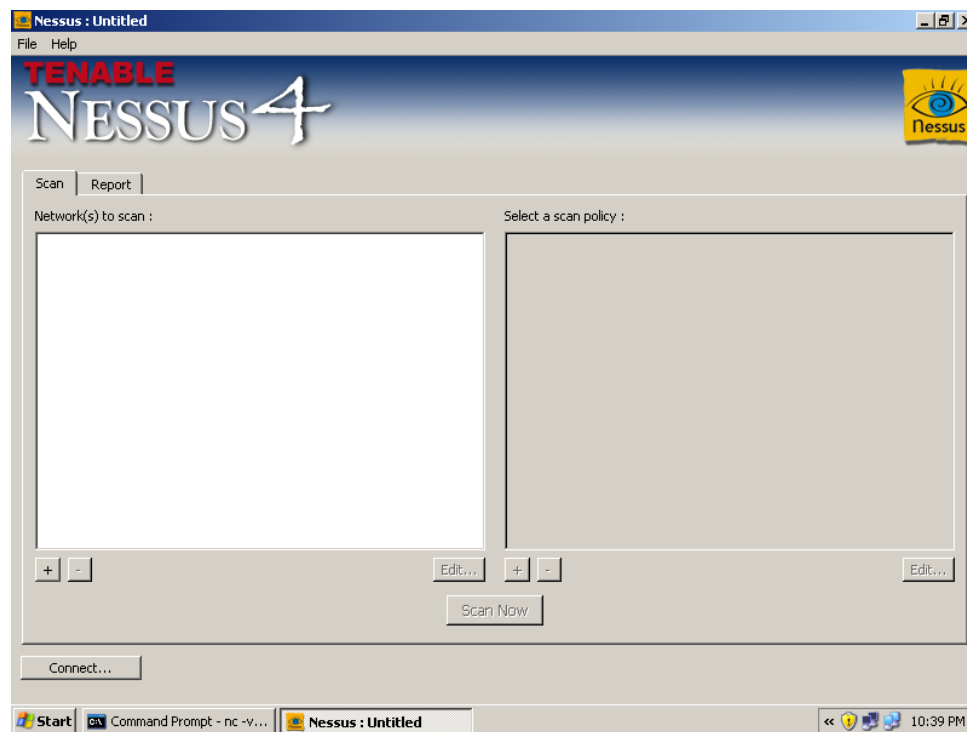 Nessus : Untitled
File Help
TENABLE
NESSUS 4
Nessus
Scan Report
Network(s) to scan :
Select a scan policy :
+ - Edit...
+ - Edit...
Scan Now
Connect...
Start Command Prompt - nc -v... Nessus : Untitled « 10:39 PM